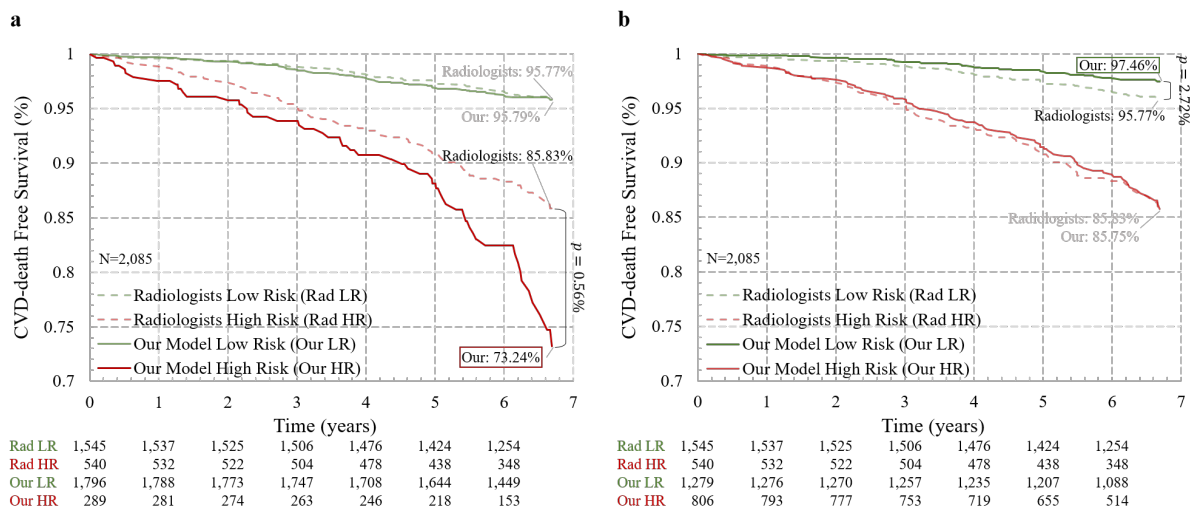 a
CVD-death Free Survival (%)
1
0.95
0.9
0.85
0.8
0.75
0.7
Radiologists: 95.77%
Our: 95.79%
Radiologists: 85.83%
p = 0.56%
N=2,085
Radiologists Low Risk (Rad LR)
Radiologists High Risk (Rad HR)
Our Model Low Risk (Our LR)
Our Model High Risk (Our HR)
Our: 73.24%
0 1 2 3 4 5 6 7
Time (years)
Rad LR 1,545 1,537 1,525 1,506 1,476 1,424 1,254
Rad HR 540 532 522 504 478 438 348
Our LR 1,796 1,788 1,773 1,747 1,708 1,644 1,449
Our HR 289 281 274 263 246 218 153
b
CVD-death Free Survival (%)
1
0.95
0.9
0.85
0.8
0.75
0.7
Our: 97.46%
p = 2.72%
Radiologists: 95.77%
Radiologists: 85.83%
Our: 85.75%
N=2,085
Radiologists Low Risk (Rad LR)
Radiologists High Risk (Rad HR)
Our Model Low Risk (Our LR)
Our Model High Risk (Our HR)
0 1 2 3 4 5 6 7
Time (years)
Rad LR 1,545 1,537 1,525 1,506 1,476 1,424 1,254
Rad HR 540 532 522 504 478 438 348
Our LR 1,279 1,276 1,270 1,257 1,235 1,207 1,088
Our HR 806 793 777 753 719 655 514